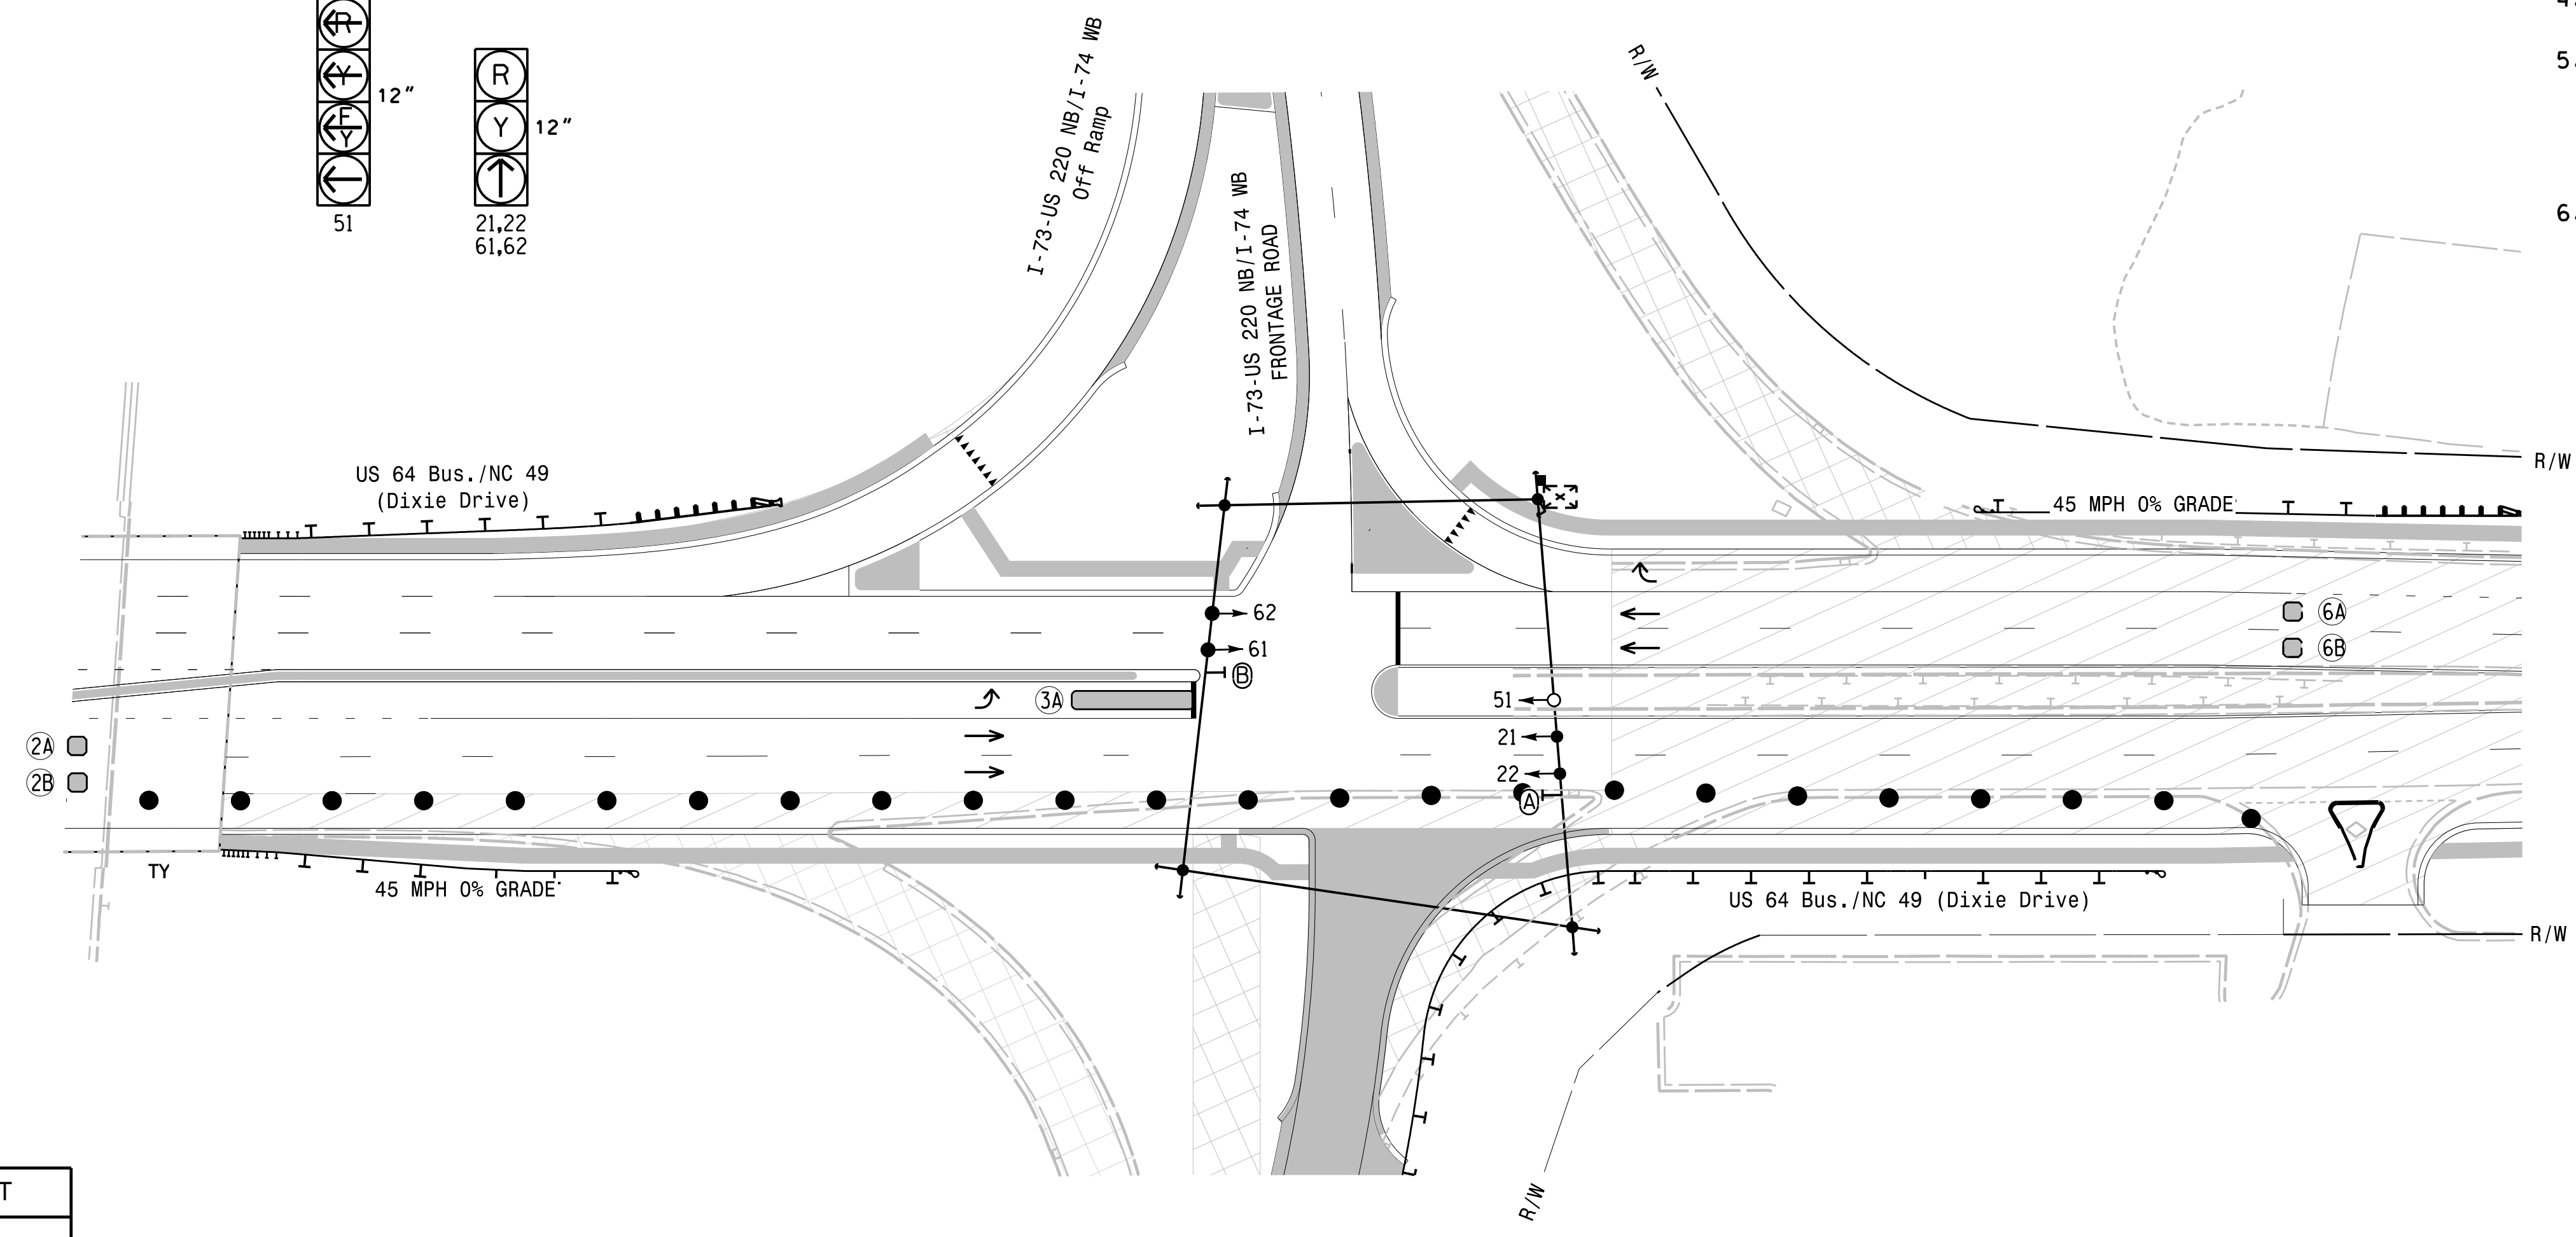 R
Y
F
Y
12"
51
R
Y
12"
21,22
61,62
I-73-US 220 NB/I-74 WB
Off Ramp
I-73-US 220 NB/I-74 WB
FRONTAGE ROAD
R/W
5.
6.
US 64 Bus./NC 49
(Dixie Drive)
45 MPH 0% GRADE
R/W
62
61
B
3A
51
21
22
A
6A
6B
2A
2B
TY
45 MPH 0% GRADE
US 64 Bus./NC 49 (Dixie Drive)
R/W
R/W
T